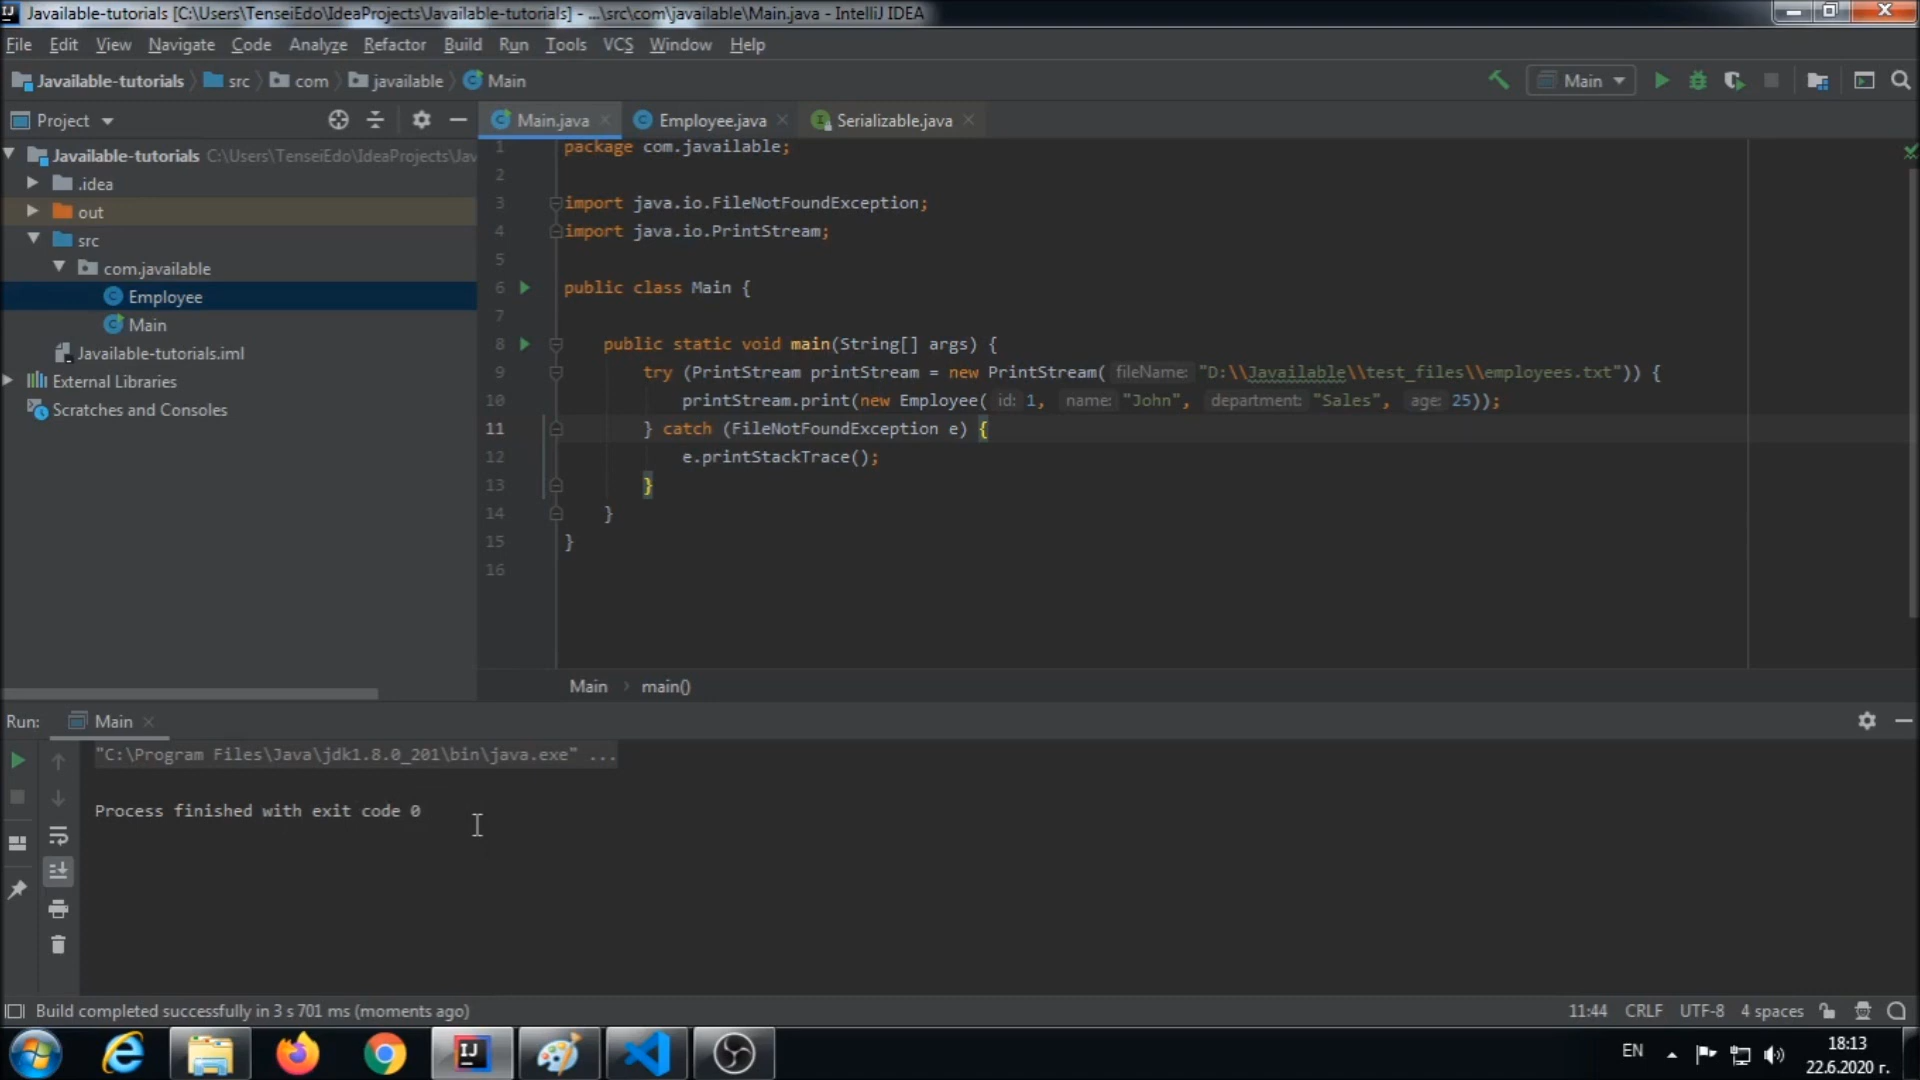 Javailable-tutorials [C:\Users\TenseiEdo\IdeaProjects\Javailable-tutorials] - ...\src\com\javailable\Main.java - IntelliJ IDEA
File Edit View Navigate Code Analyze Refactor Build Run Tools VCS Window Help
Javailable-tutorials src com javailable Main
Main
Project
Main.java Employee.java Serializable.java
Javailable-tutorials C:\Users\TenseiEdo\IdeaProjects\Jav
.idea
out
src
com.javailable
Employee
Main
Javailable-tutorials.iml
External Libraries
Scratches and Consoles
1 package com.javailable;
2
3 import java.io.FileNotFoundException;
4 import java.io.PrintStream;
5
6 public class Main {
7
8 public static void main(String[] args) {
9 try (PrintStream printStream = new PrintStream( fileName: "D:\\Javailable\\test_files\\employees.txt")) {
10 printStream.print(new Employee( id: 1, name: "John", department: "Sales", age: 25));
11 } catch (FileNotFoundException e) {
12 e.printStackTrace();
13 }
14 }
15 }
16
Main main()
Run: Main
"C:\Program Files\Java\jdk1.8.0_201\bin\java.exe" ...
Process finished with exit code 0
Build completed successfully in 3 s 701 ms (moments ago)
11:44 CRLF UTF-8 4 spaces
EN
18:13
22.6.2020 г.